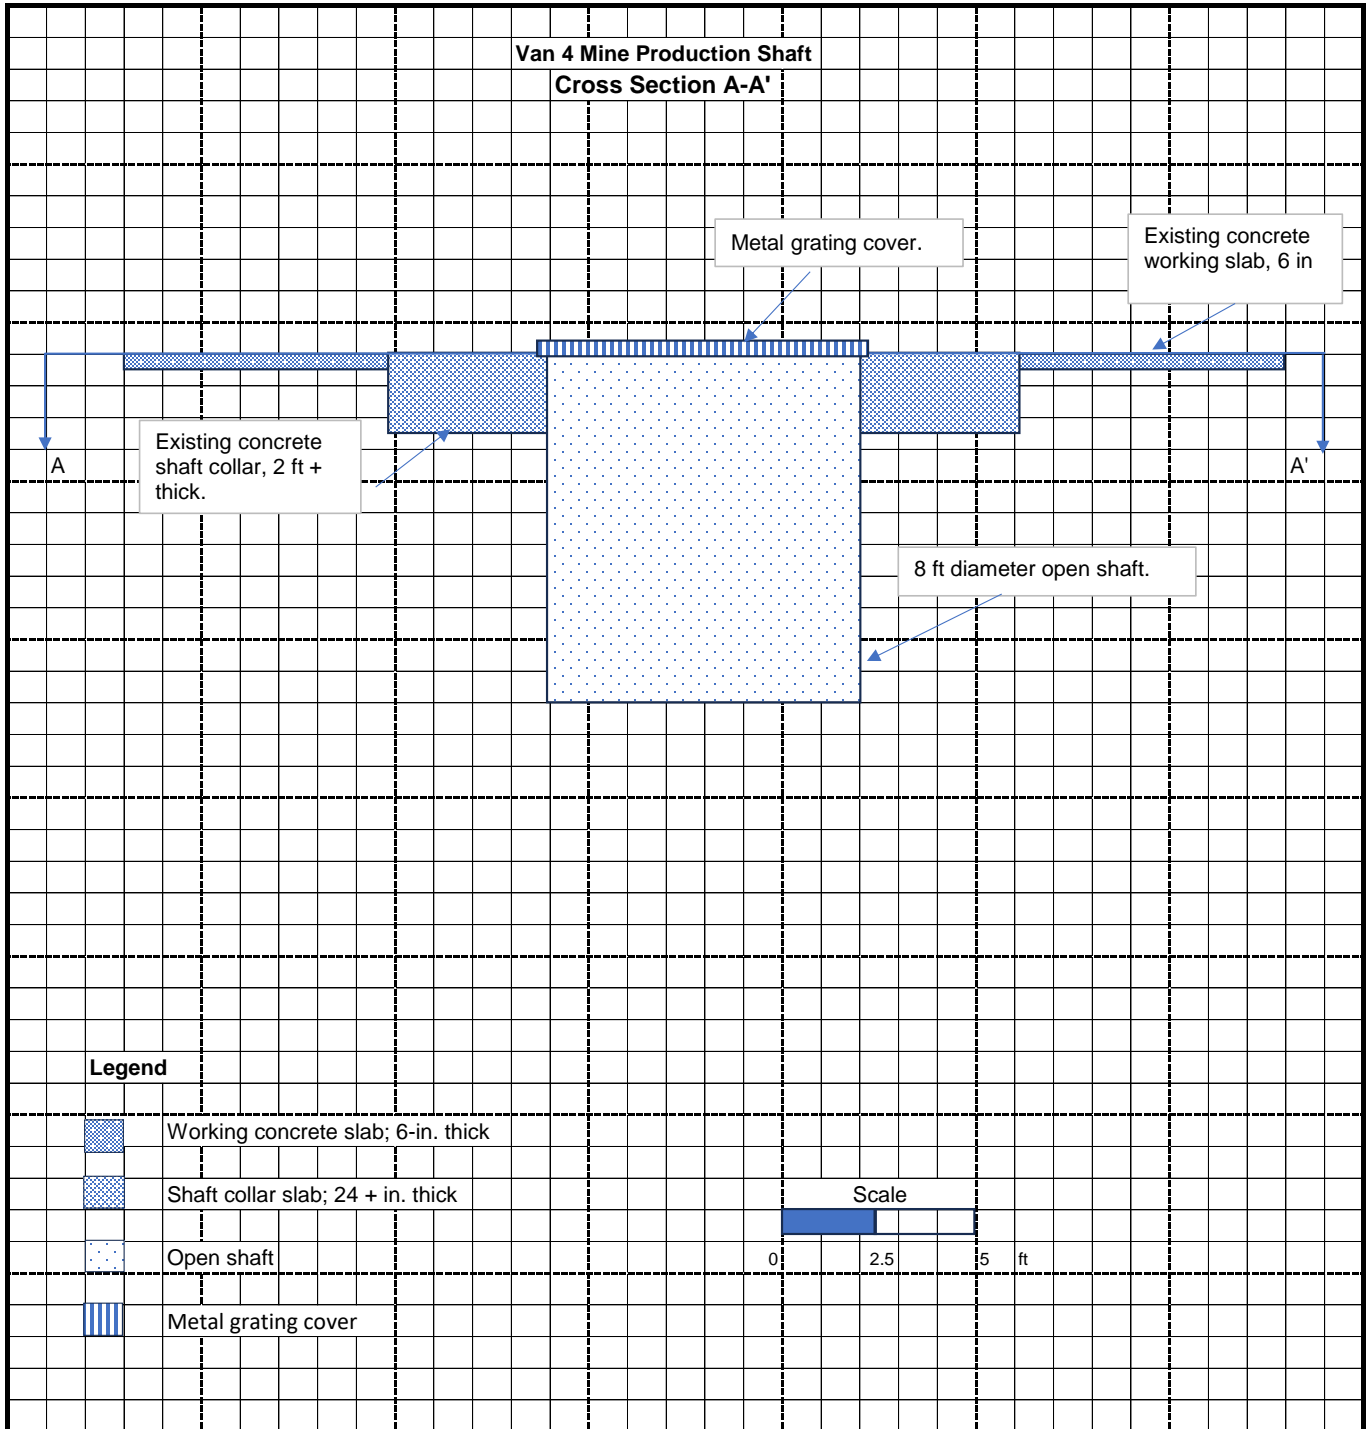 Van 4 Mine Production Shaft
Cross Section A-A'
Metal grating cover.
Existing concrete
working slab, 6 in
Existing concrete
shaft collar, 2 ft +
thick.
A
A'
8 ft diameter open shaft.
Legend
Working concrete slab; 6-in. thick
Shaft collar slab; 24 + in. thick
Open shaft
Metal grating cover
Scale
0 2.5 5 ft